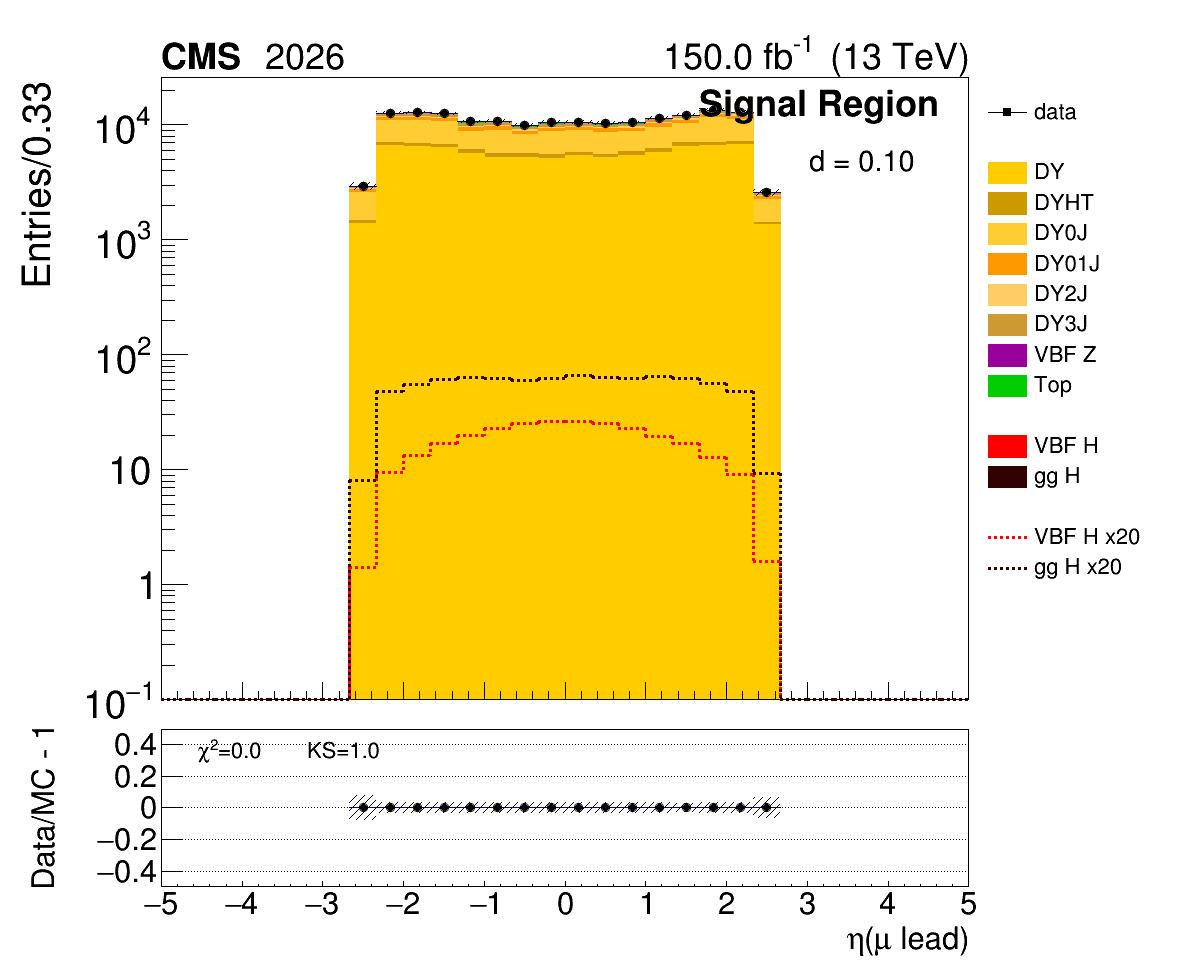 CMS 2026 150.0 fb⁻¹ (13 TeV)
Signal Region
d = 0.10
Entries/0.33
10⁴
10³
10²
10
1
10⁻¹
data
DY
DYHT
DY0J
DY01J
DY2J
DY3J
VBF Z
Top
VBF H
gg H
VBF H x20
gg H x20
Data/MC - 1
χ²=0.0 KS=1.0
0.4
0.2
0
−0.2
−0.4
−5 −4 −3 −2 −1 0 1 2 3 4 5
η(μ lead)